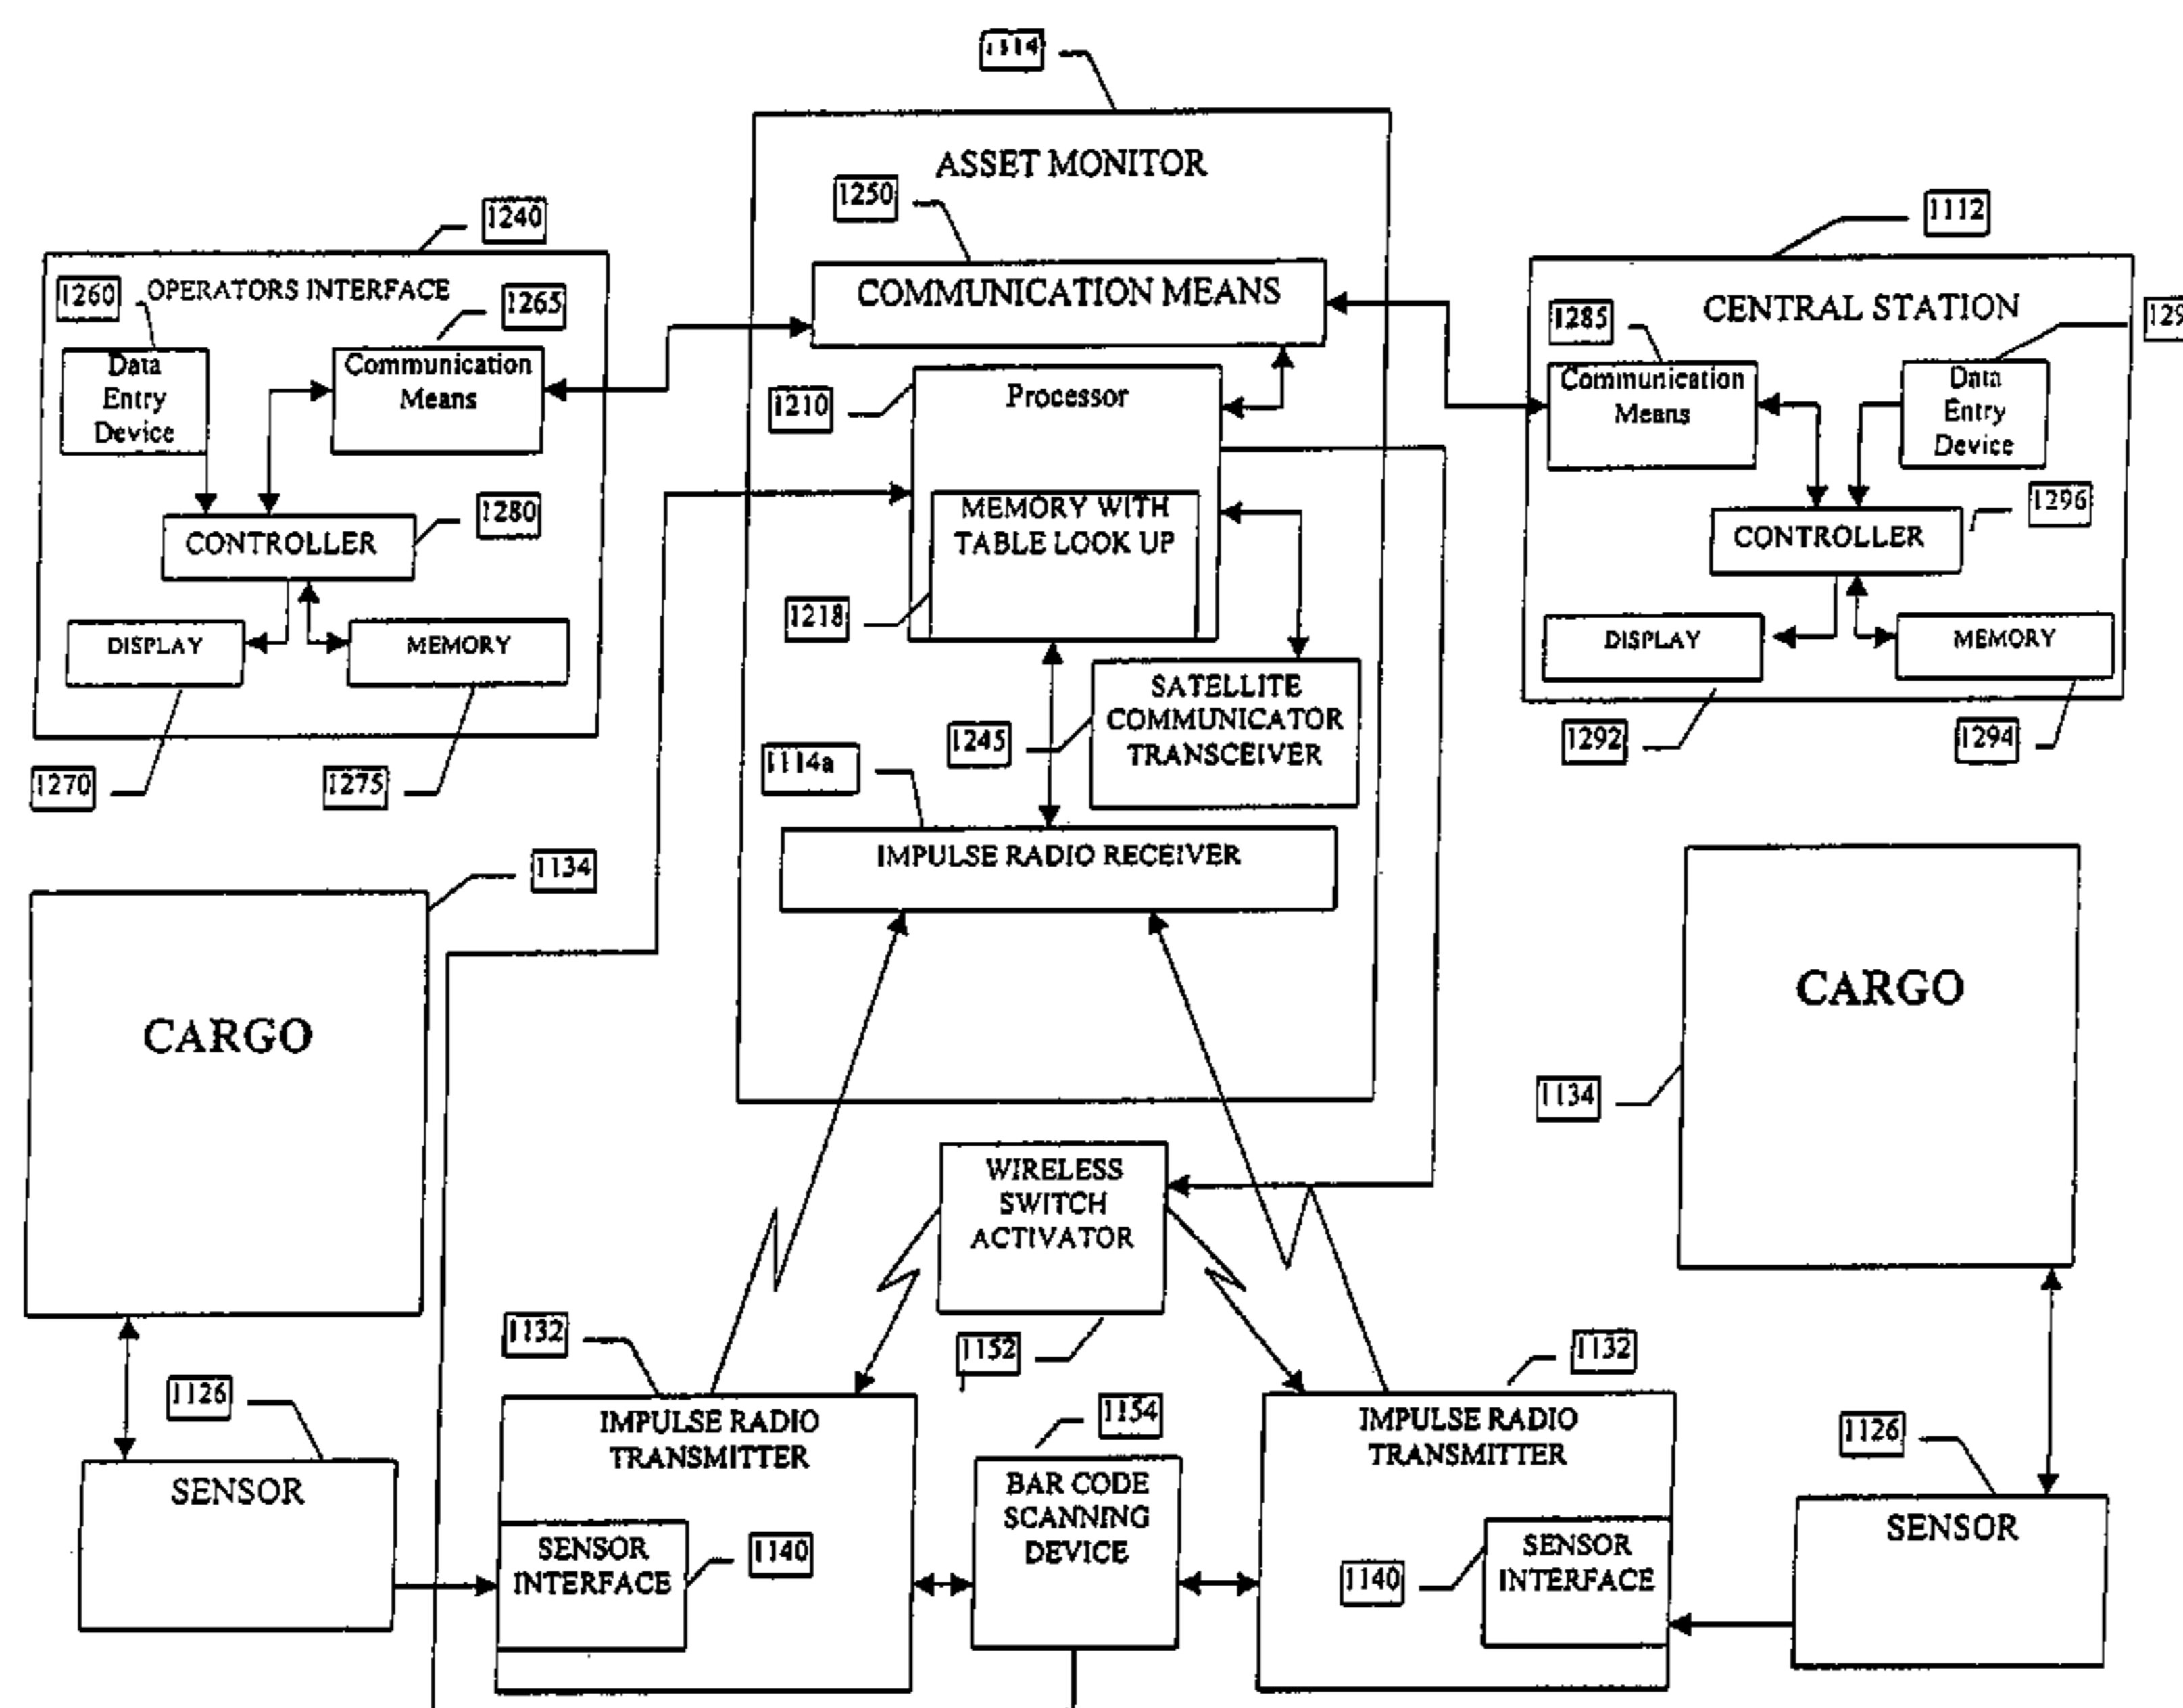 1114
ASSET MONITOR
1250
COMMUNICATION MEANS
1240
OPERATORS INTERFACE
1260
1265
Data
Entry
Device
Communication
Means
1280
CONTROLLER
DISPLAY
MEMORY
1270
1275
1210
Processor
MEMORY WITH
TABLE LOOK UP
1218
SATELLITE
COMMUNICATOR
TRANSCEIVER
1245
1114a
IMPULSE RADIO RECEIVER
1112
CENTRAL STATION
1285
129
Communication
Means
Data
Entry
Device
1296
CONTROLLER
DISPLAY
MEMORY
1292
1294
1134
CARGO
CARGO
1134
WIRELESS
SWITCH
ACTIVATOR
1152
1126
SENSOR
1132
IMPULSE RADIO
TRANSMITTER
SENSOR
INTERFACE
1140
1154
BAR CODE
SCANNING
DEVICE
1132
IMPULSE RADIO
TRANSMITTER
1140
SENSOR
INTERFACE
1126
SENSOR